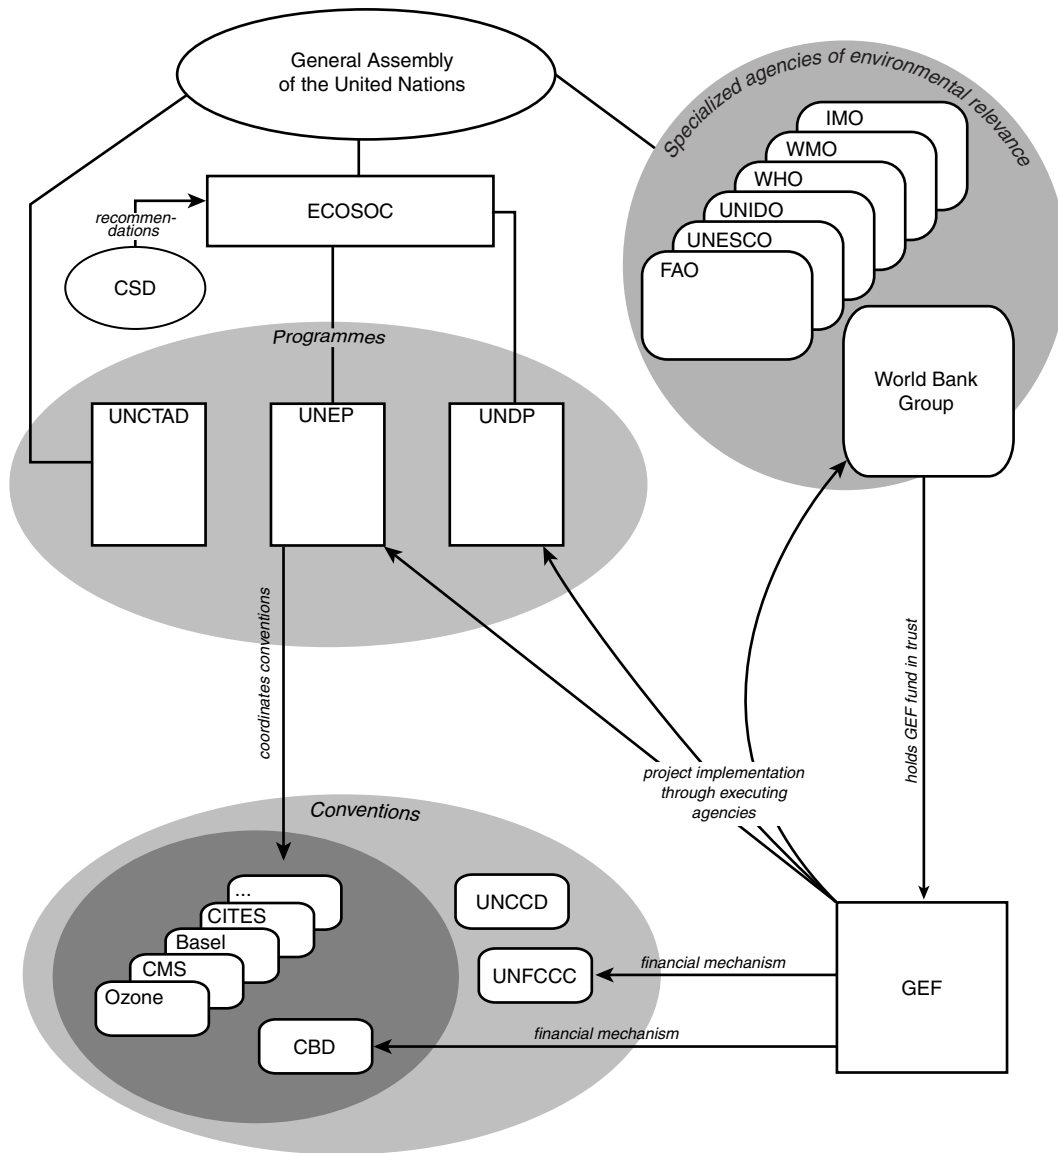 General Assembly
of the United Nations
Specialized agencies of environmental relevance
IMO
WMO
WHO
UNIDO
UNESCO
FAO
World Bank
Group
ECOSOC
recommen-
dations
CSD
Programmes
UNCTAD
UNEP
UNDP
coordinates conventions
holds GEF fund in trust
project implementation
through executing
agencies
Conventions
...
CITES
Basel
CMS
Ozone
CBD
UNCCD
UNFCCC
financial mechanism
financial mechanism
GEF